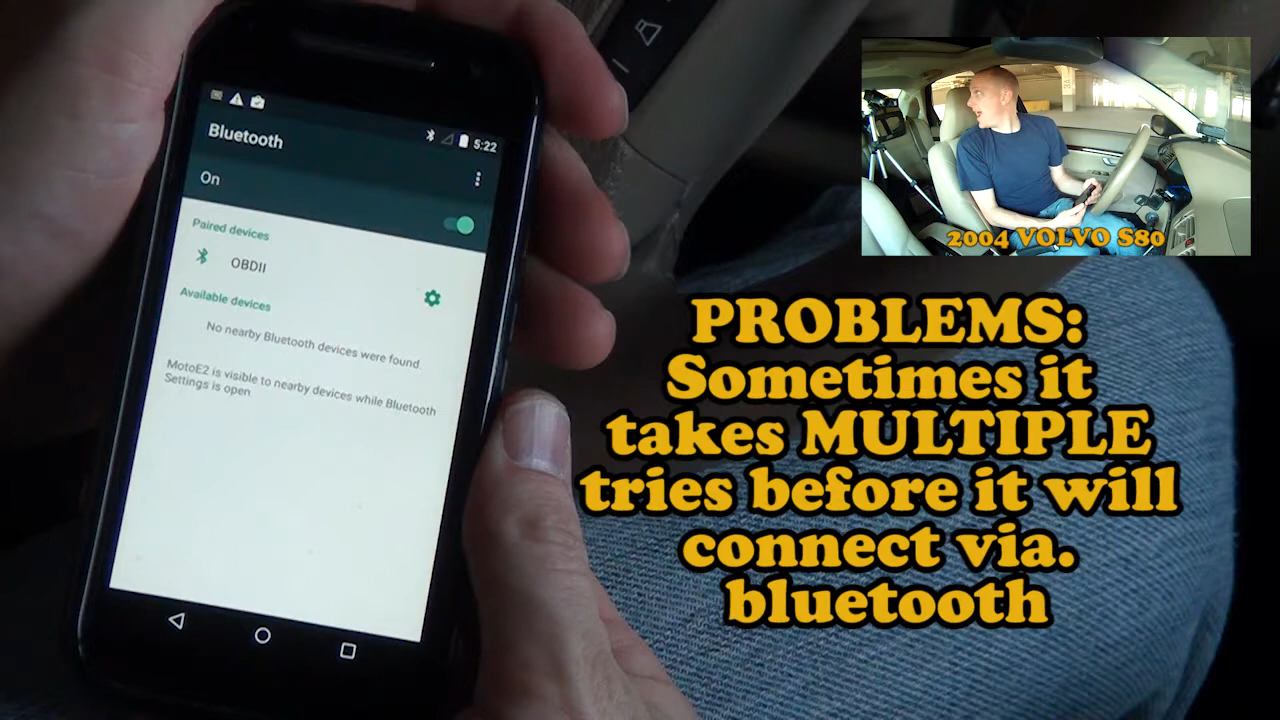 Bluetooth
5:22
On
Paired devices
OBDII
Available devices
No nearby Bluetooth devices were found
MotoE2 is visible to nearby devices while Bluetooth
Settings is open
2004 VOLVO S80
PROBLEMS:
Sometimes it
takes MULTIPLE
tries before it will
connect via.
bluetooth